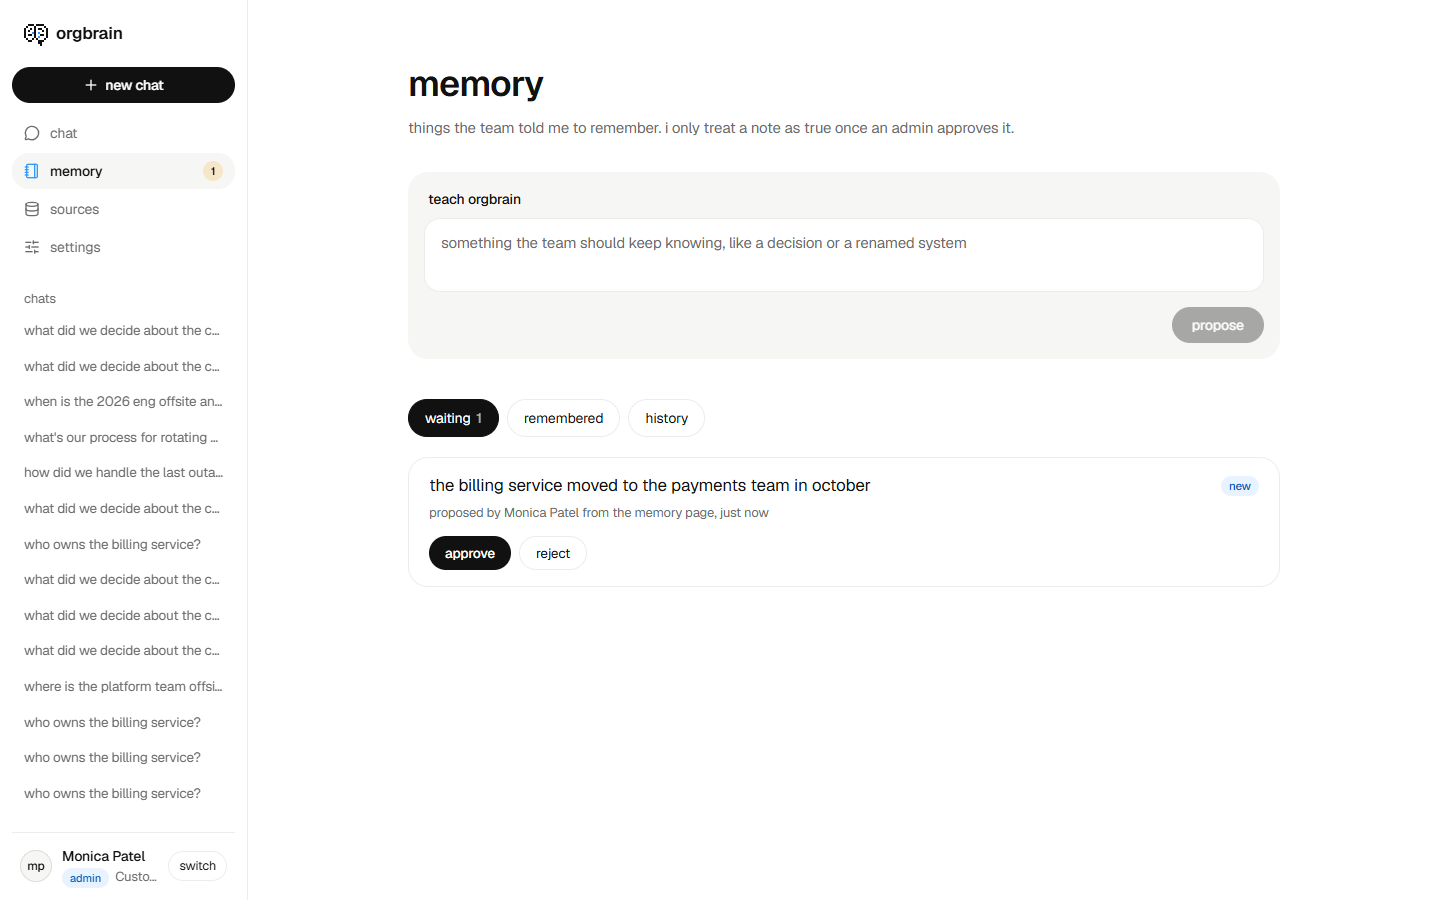 orgbrain
new chat
chat
memory 1
sources
settings
chats
what did we decide about the c...
what did we decide about the c...
when is the 2026 eng offsite an...
what's our process for rotating ...
how did we handle the last outa...
what did we decide about the c...
who owns the billing service?
what did we decide about the c...
what did we decide about the c...
what did we decide about the c...
where is the platform team offsi...
who owns the billing service?
who owns the billing service?
who owns the billing service?
mp
Monica Patel
admin Custo...
switch
memory
things the team told me to remember. i only treat a note as true once an admin approves it.
teach orgbrain
something the team should keep knowing, like a decision or a renamed system
propose
waiting 1 remembered history
the billing service moved to the payments team in october new
proposed by Monica Patel from the memory page, just now
approve reject